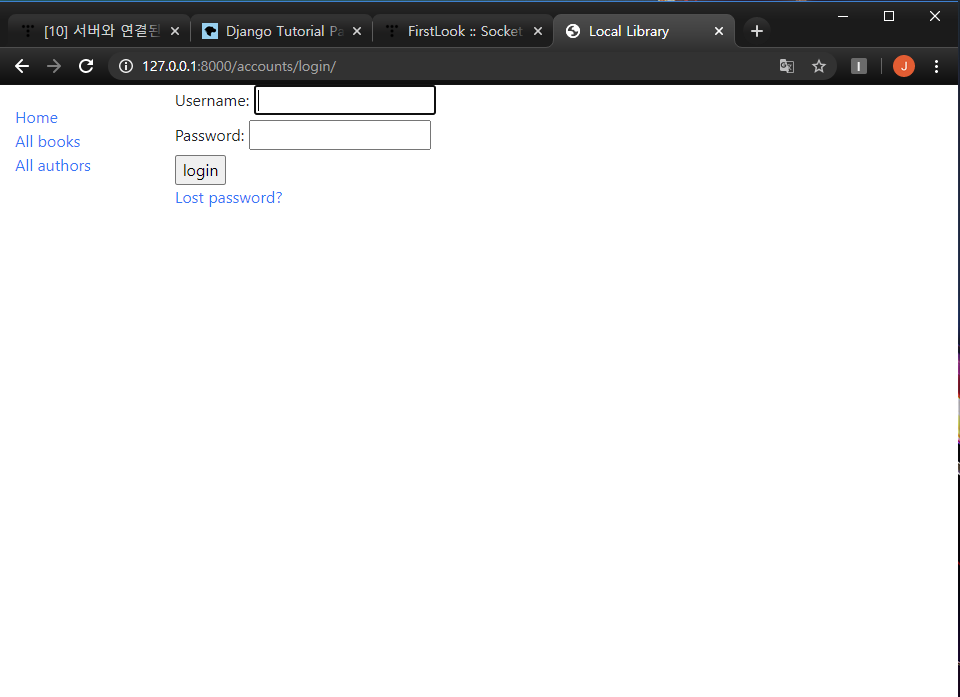 [10] 서버와 연결된
Django Tutorial Pa
FirstLook :: Socket
Local Library
127.0.0.1:8000/accounts/login/
I
J
Home
All books
All authors
Username:
Password:
login
Lost password?